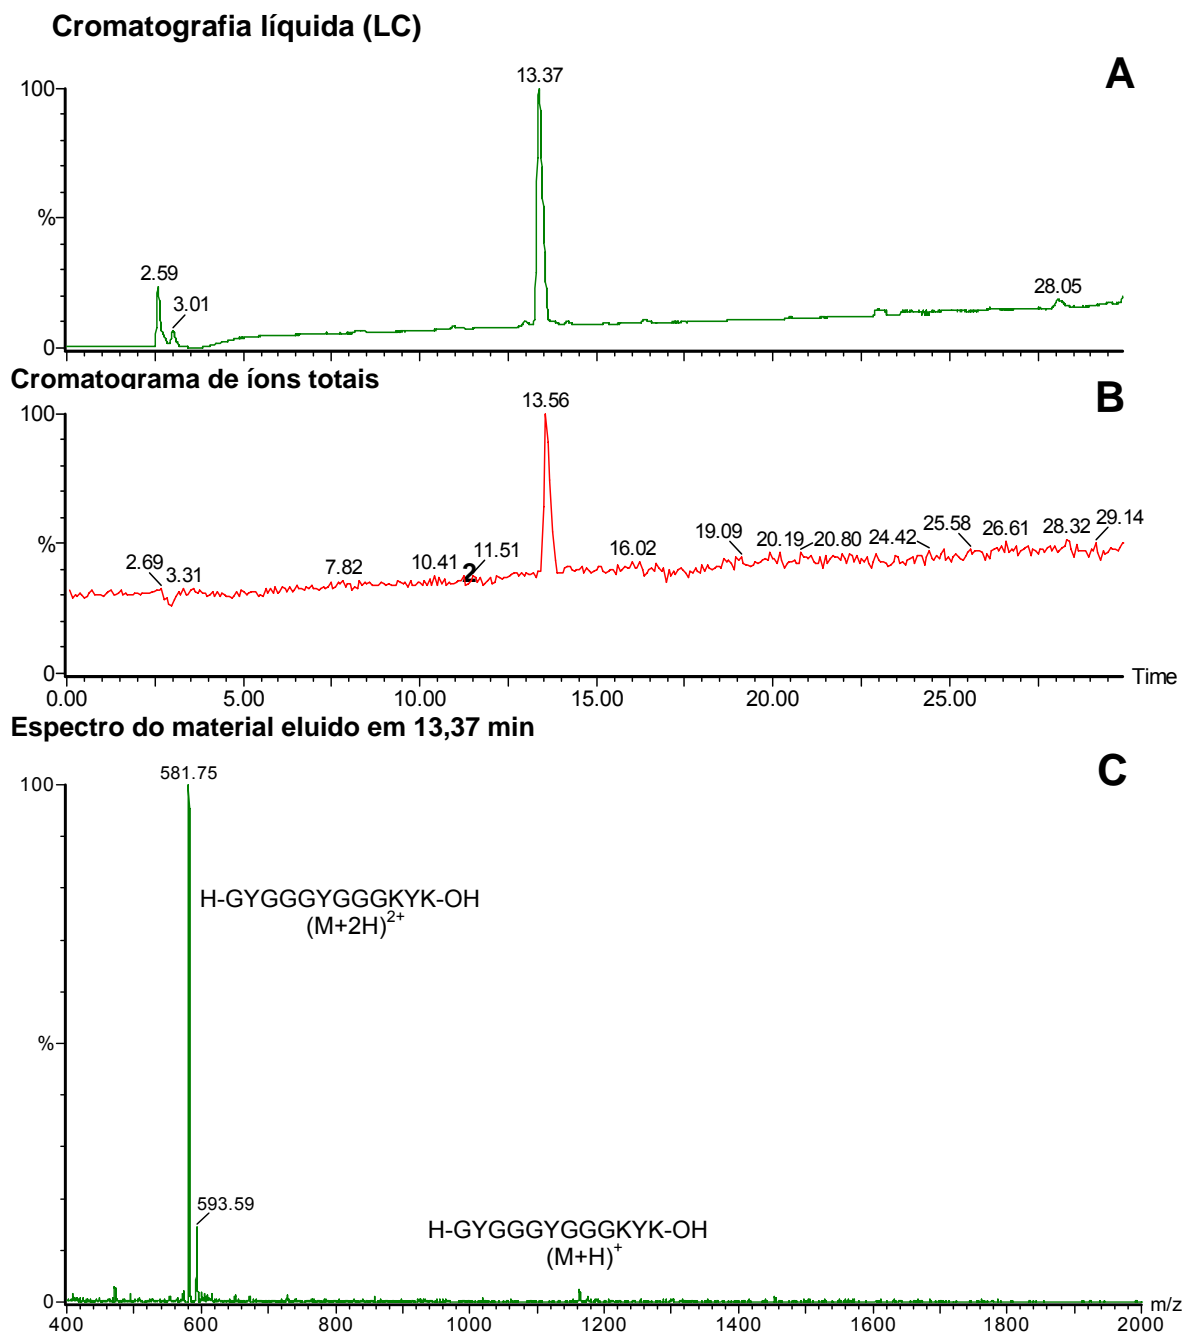 Cromatografia líquida (LC)
A
13.37
100
%
2.59
3.01
28.05
0
Cromatograma de íons totais
B
13.56
100
%
2.69
3.31
7.82
10.41
2
11.51
16.02
19.09
20.19
20.80
24.42
25.58
26.61
28.32
29.14
0
Time
0.00 5.00 10.00 15.00 20.00 25.00
Espectro do material eluido em 13,37 min
C
581.75
100
H-GYGGGYGGGKYK-OH
(M+2H)2+
%
593.59
H-GYGGGYGGGKYK-OH
(M+H)+
0
m/z
400 600 800 1000 1200 1400 1600 1800 2000